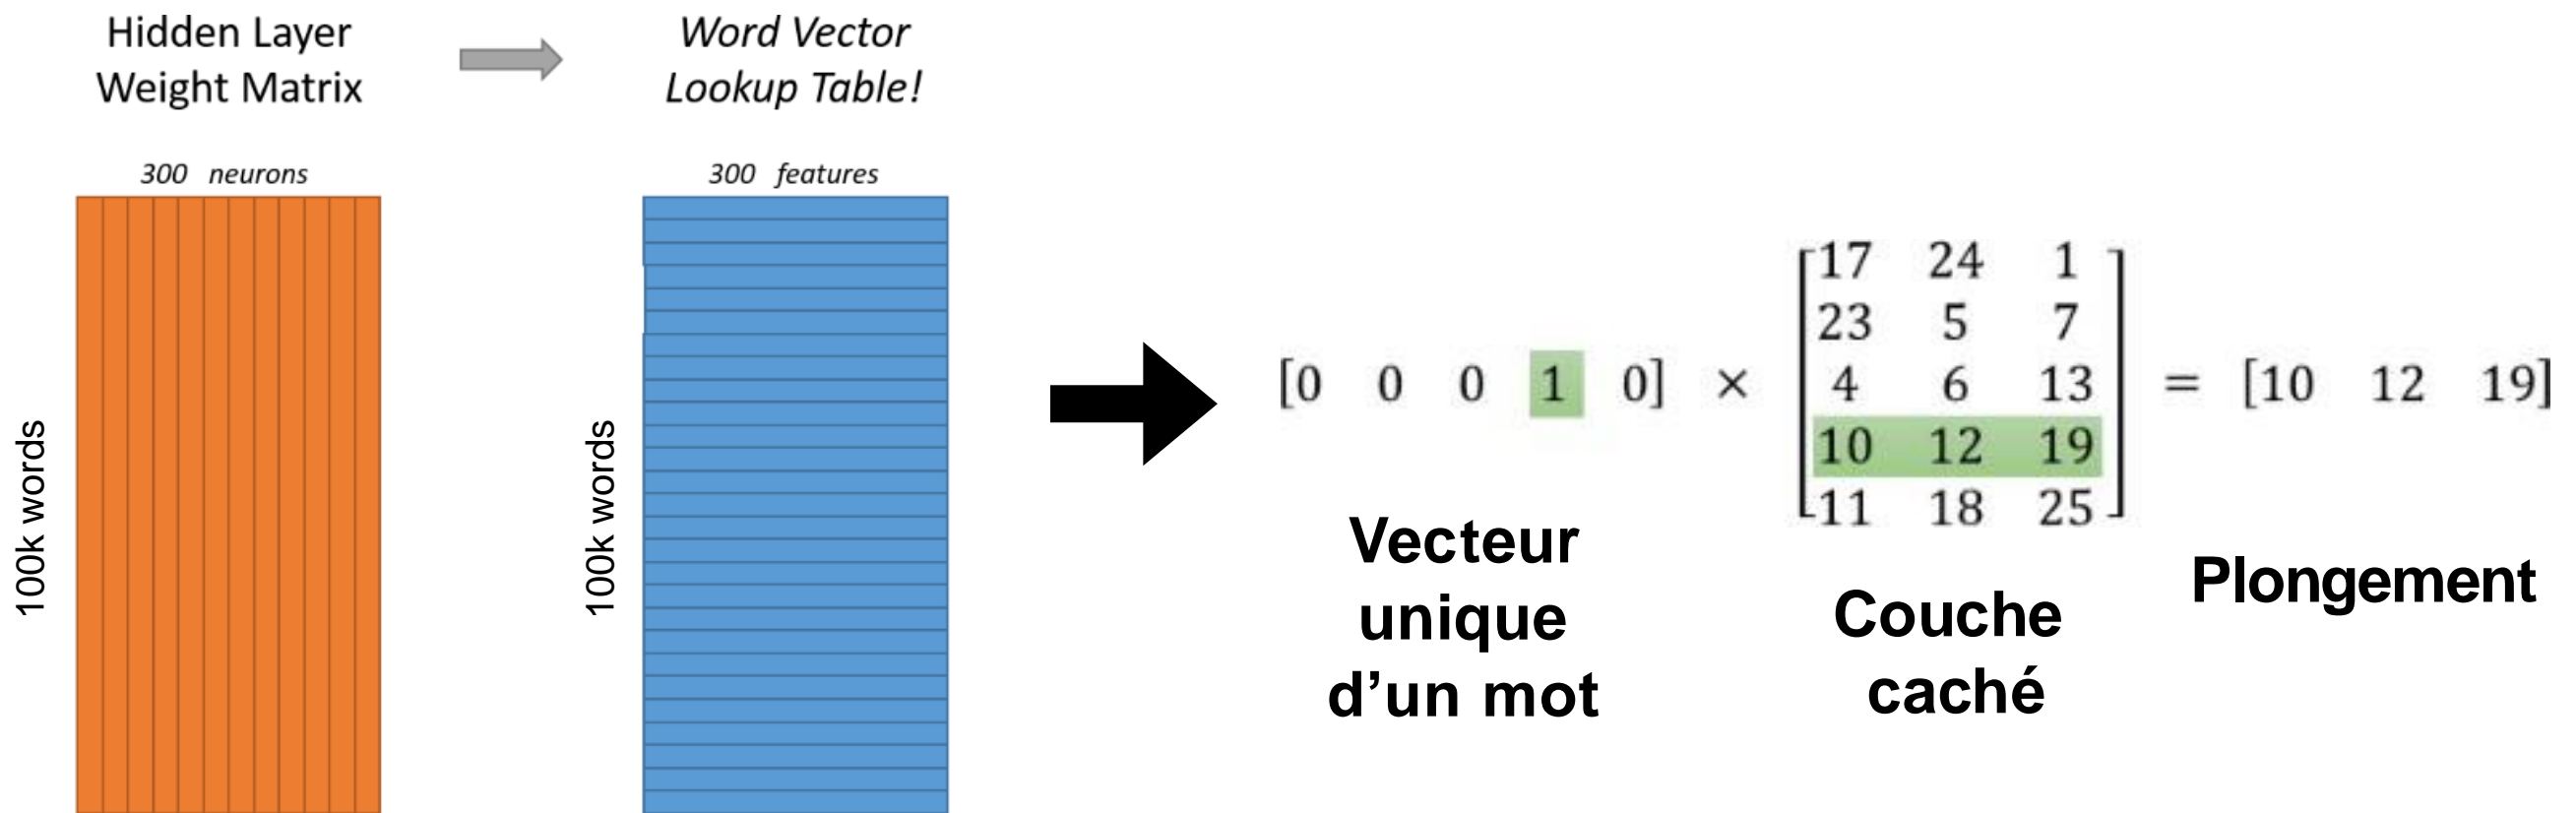 Hidden Layer
Weight Matrix
Word Vector
Lookup Table!
300 neurons
300 features
100k words
100k words
[0 0 0 1 0] × [17 24 1
23 5 7
4 6 13
10 12 19
11 18 25] = [10 12 19]
Vecteur
unique
d’un mot
Couche
caché
Plongement